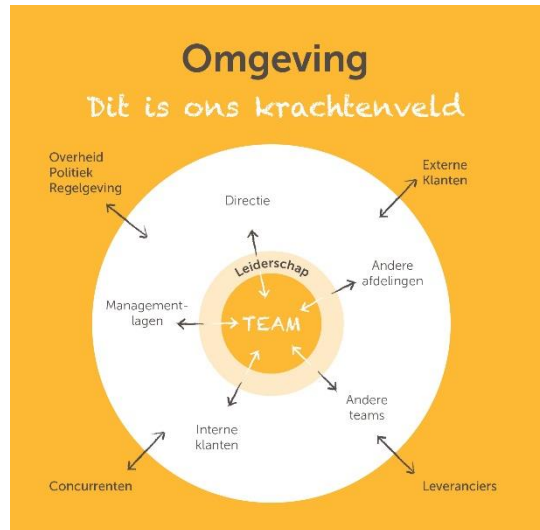 Omgeving
Dit is ons krachtenveld
Overheid
Politiek
Regelgeving
Externe
Klanten
Directie
Leiderschap
Andere
afdelingen
Management-
lagen
TEAM
Andere
teams
Interne
klanten
Concurrenten
Leveranciers